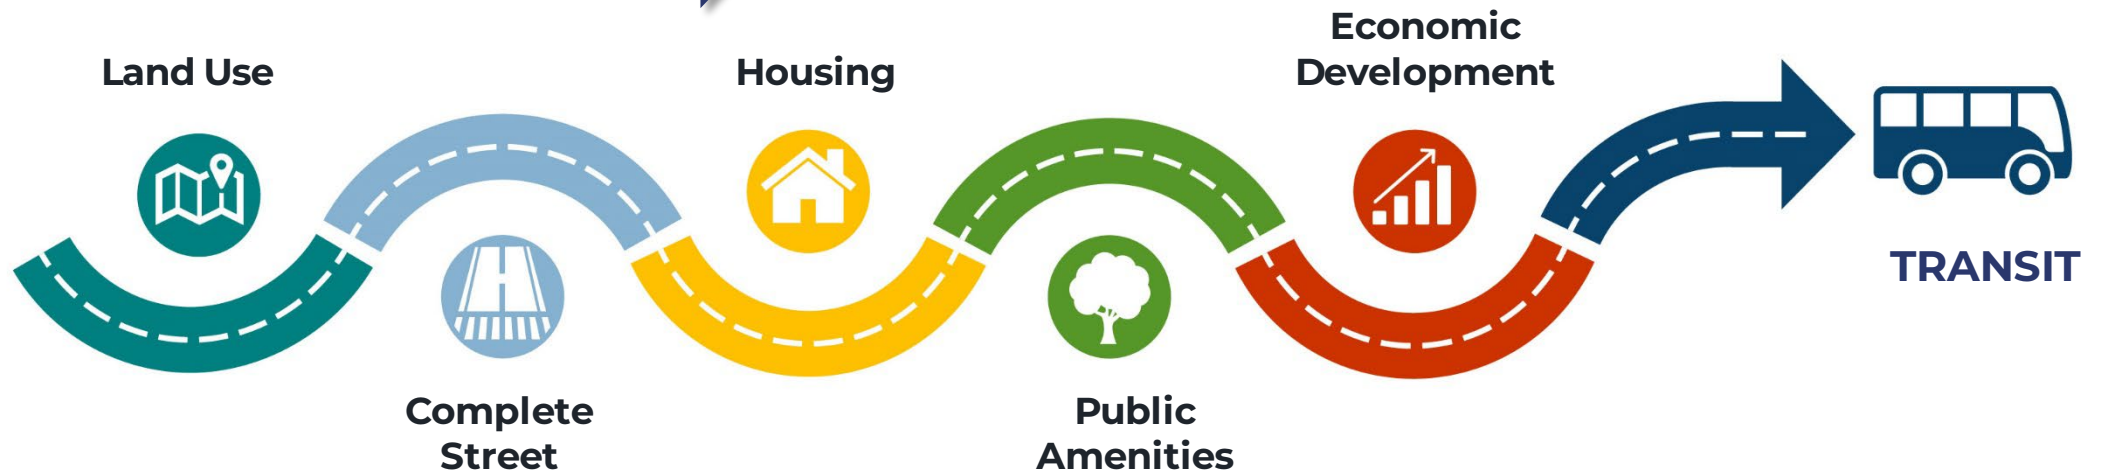 Land Use
Complete
Street
Housing
Public
Amenities
Economic
Development
TRANSIT